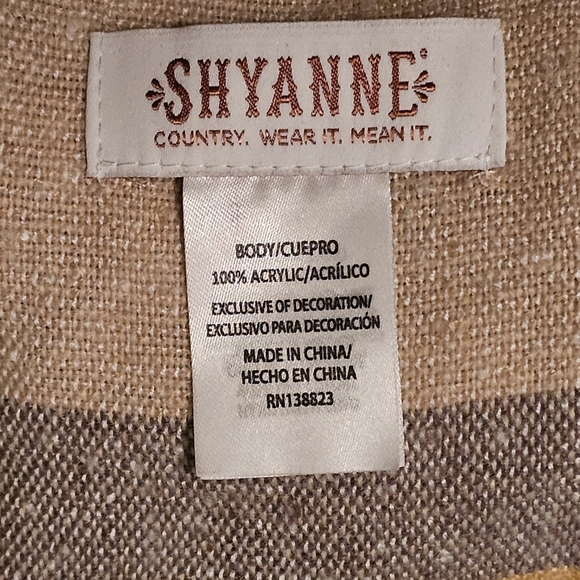 SHYANNE
COUNTRY. WEAR IT. MEAN IT.
BODY/CUEPRO
100% ACRYLIC/ACRÍLICO
EXCLUSIVE OF DECORATION/
EXCLUSIVO PARA DECORACIÓN
MADE IN CHINA/
HECHO EN CHINA
RN138823